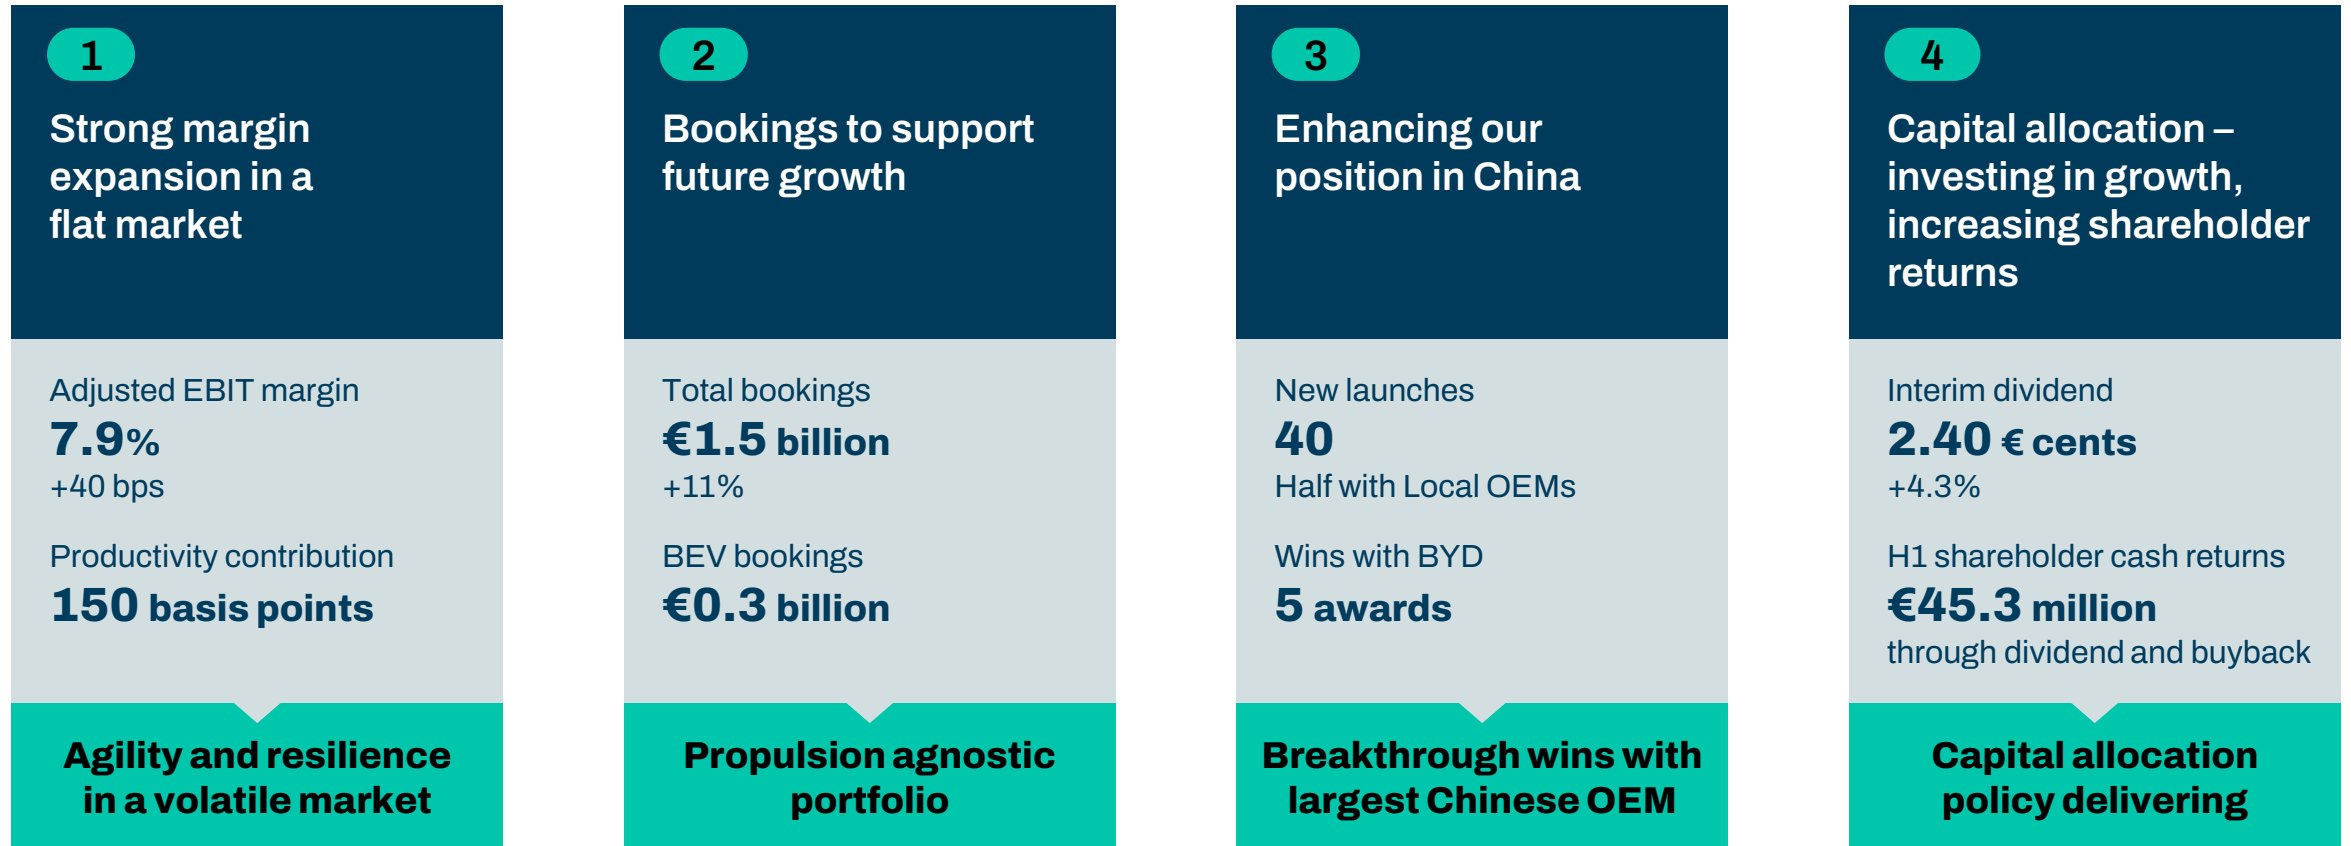 1
Strong margin
expansion in a
flat market
Adjusted EBIT margin
7.9%
+40 bps
Productivity contribution
150 basis points
Agility and resilience
in a volatile market
2
Bookings to support
future growth
Total bookings
€1.5 billion
+11%
BEV bookings
€0.3 billion
Propulsion agnostic
portfolio
3
Enhancing our
position in China
New launches
40
Half with Local OEMs
Wins with BYD
5 awards
Breakthrough wins with
largest Chinese OEM
4
Capital allocation –
investing in growth,
increasing shareholder
returns
Interim dividend
2.40 € cents
+4.3%
H1 shareholder cash returns
€45.3 million
through dividend and buyback
Capital allocation
policy delivering